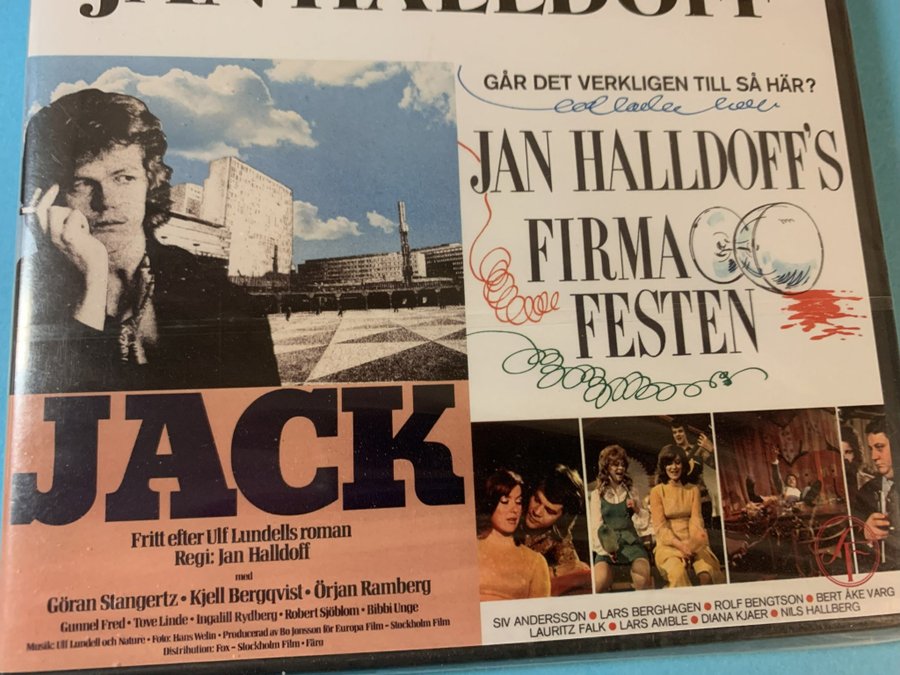 JAN HALLDOFF
JACK
Fritt efter Ulf Lundells roman
Regi: Jan Halldoff
med
Göran Stangertz • Kjell Bergqvist • Örjan Ramberg
Gunnel Fred • Tove Linde • Ingalill Rydberg • Robert Sjöblom • Bibbi Unge
Musik: Ulf Lundell och Nature • Foto: Hans Welin • Producerad av Bo Jonsson för Europa Film – Stockholm Film
Distribution: Fox – Stockholm Film • Fårö
GÅR DET VERKLIGEN TILL SÅ HÄR?
JAN HALLDOFF'S
FIRMA
FESTEN
SIV ANDERSSON • LARS BERGHAGEN • ROLF BENGTSON • BERT ÅKE VARG
LAURITZ FALK • LARS AMBLE • DIANA KJAER • NILS HALLBERG